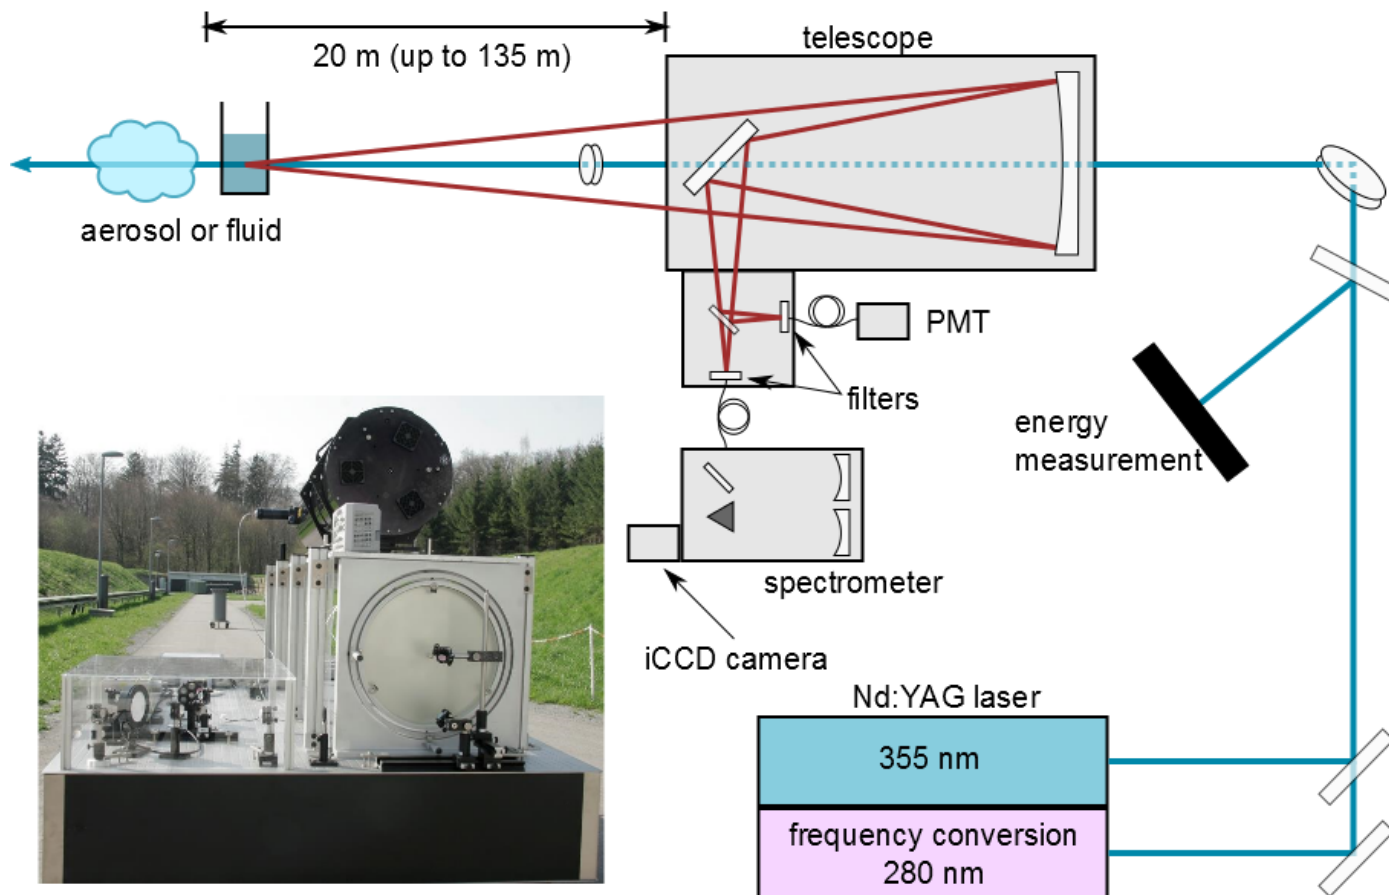 20 m (up to 135 m)
telescope
aerosol or fluid
PMT
filters
energy
measurement
spectrometer
iCCD camera
Nd:YAG laser
355 nm
frequency conversion
280 nm